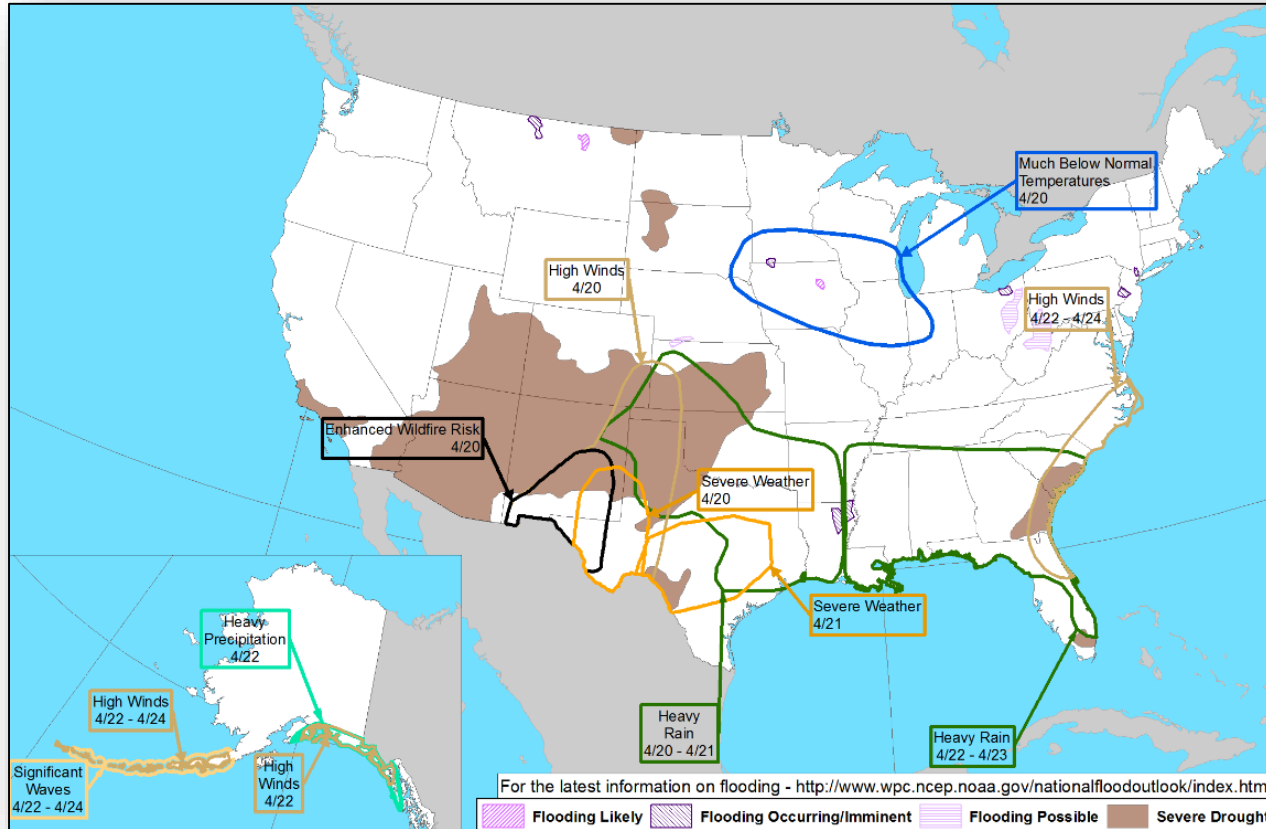 Much Below Normal
Temperatures
4/20
High Winds
4/20
High Winds
4/22 - 4/24
Enhanced Wildfire Risk
4/20
Severe Weather
4/20
Severe Weather
4/21
Heavy
Precipitation
4/22
High Winds
4/22 - 4/24
Significant
Waves
4/22 - 4/24
High
Winds
4/22
Heavy
Rain
4/20 - 4/21
Heavy Rain
4/22 - 4/23
For the latest information on flooding - http://www.wpc.ncep.noaa.gov/nationalfloodoutlook/index.htm
Flooding Likely Flooding Occurring/Imminent Flooding Possible Severe Drought